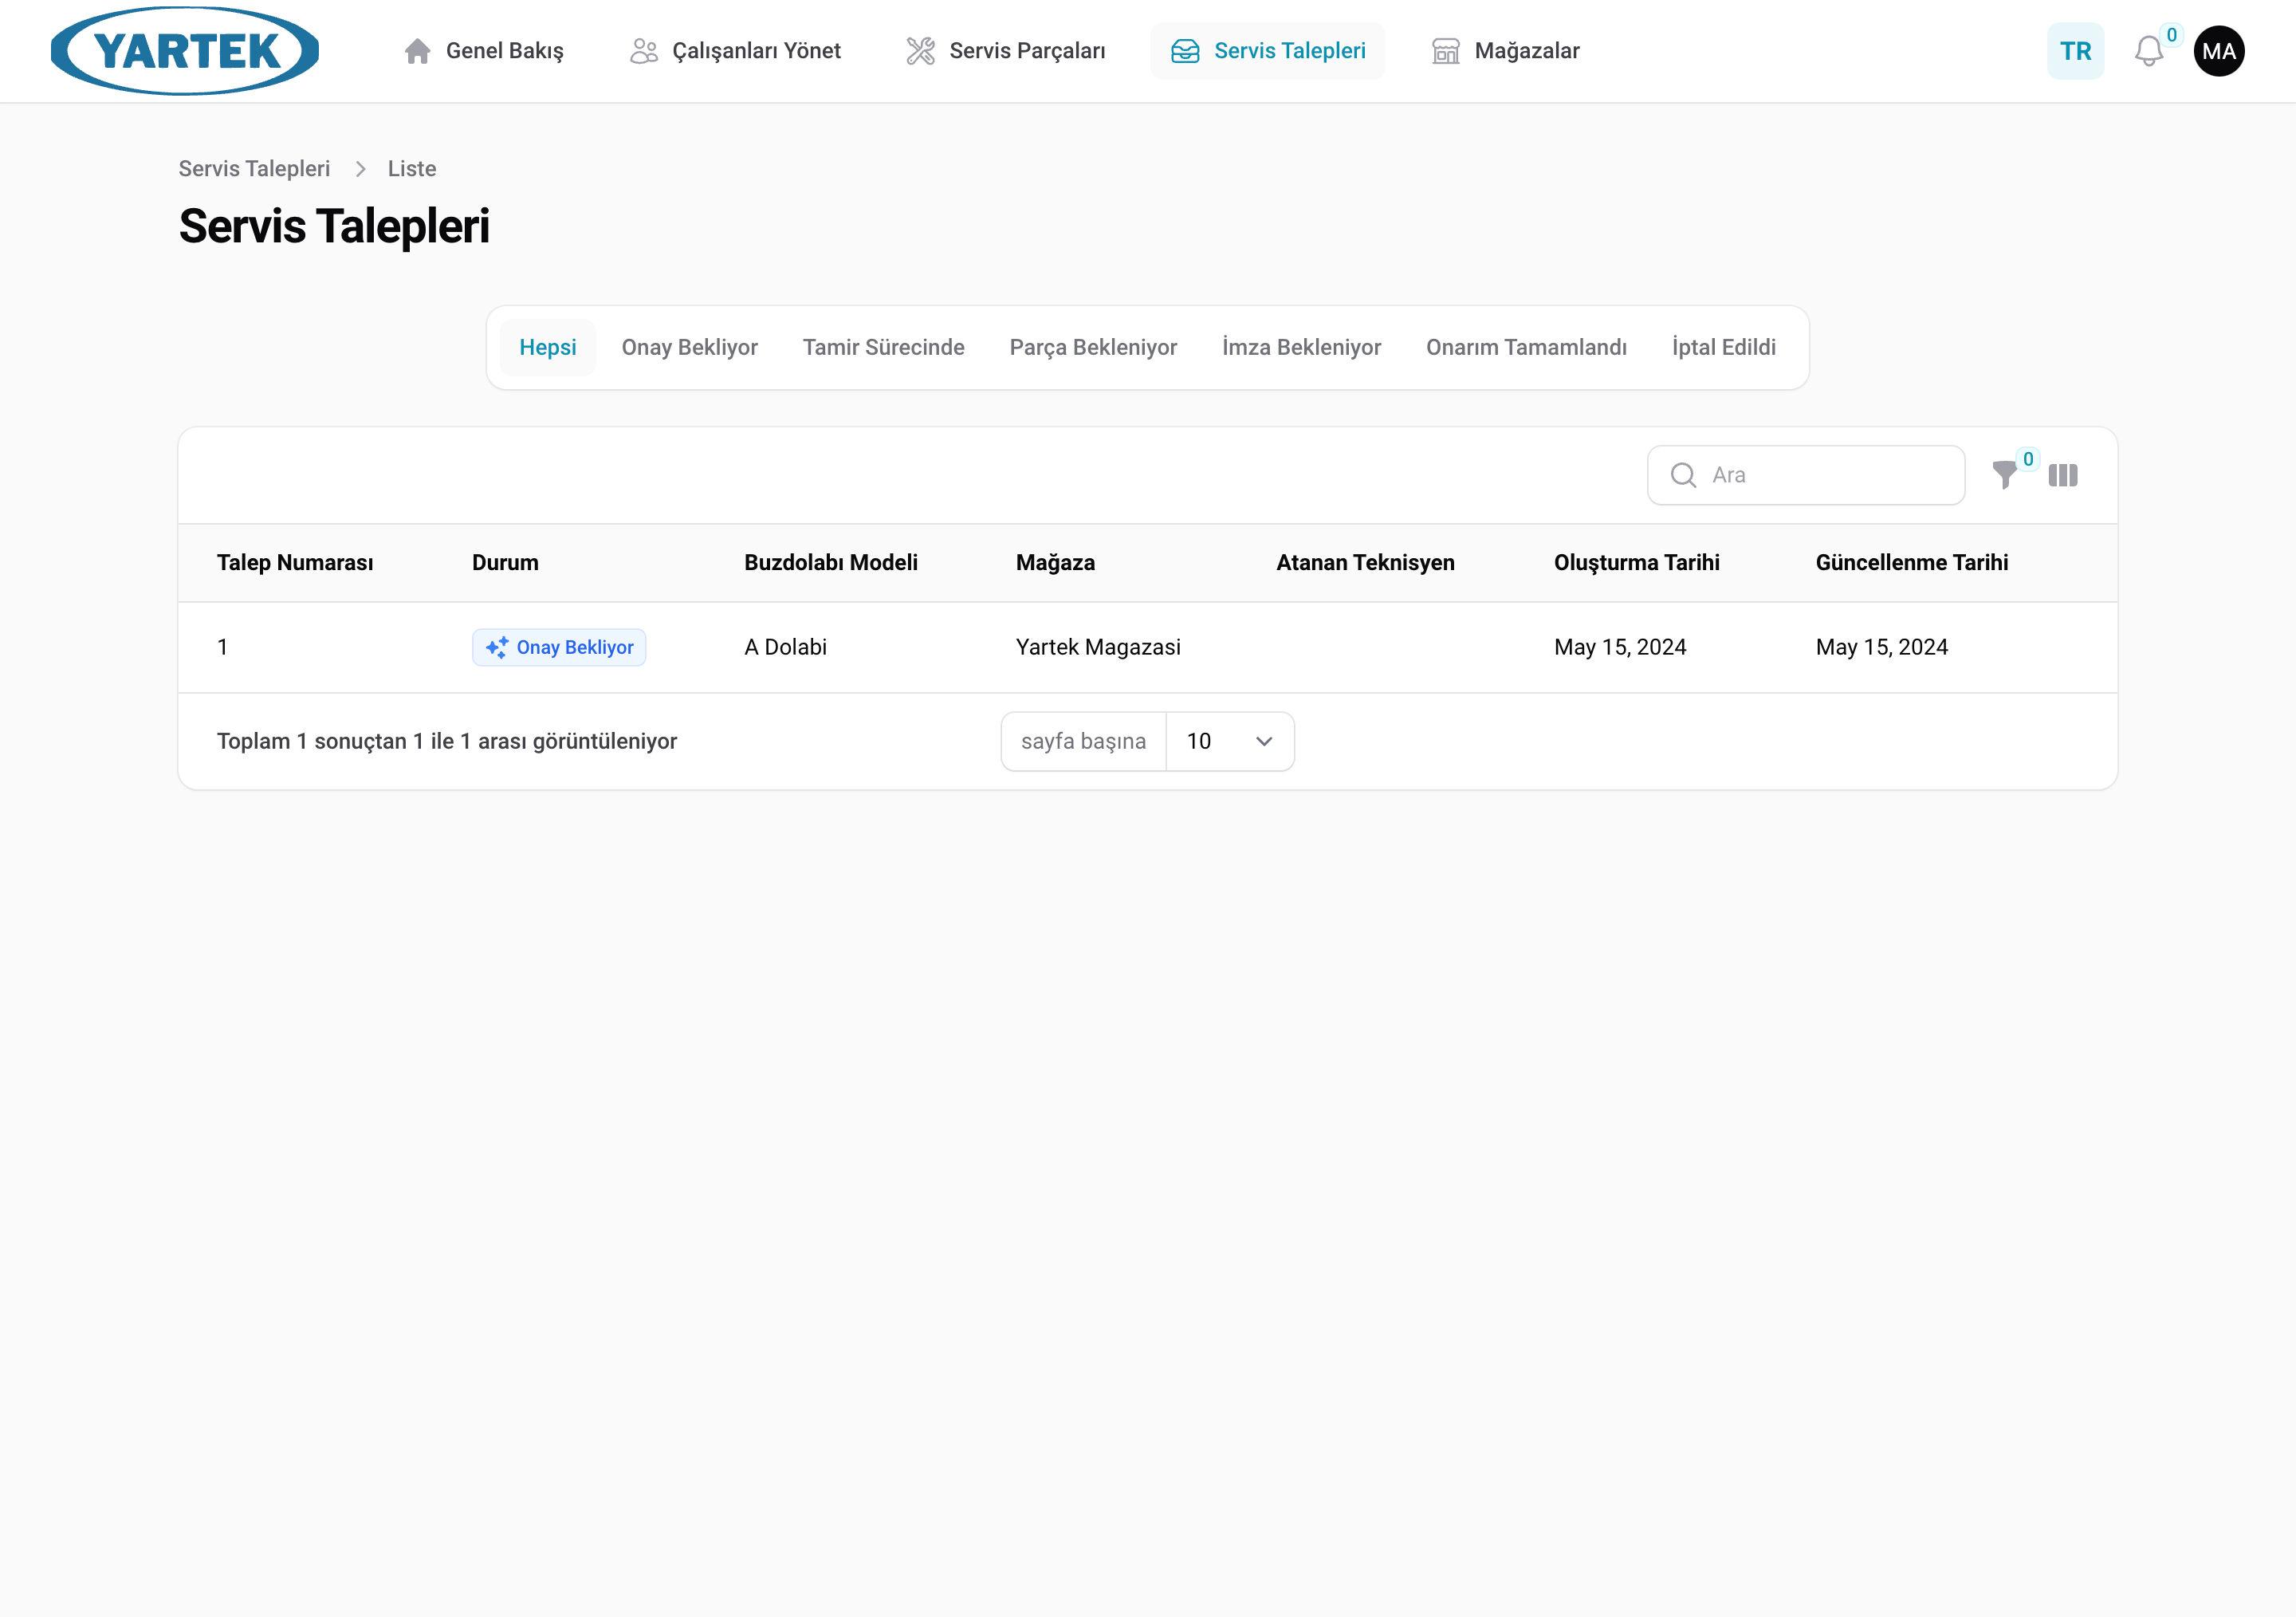 YARTEK
Genel Bakış
Çalışanları Yönet
Servis Parçaları
Servis Talepleri
Mağazalar
TR
0
MA
Servis Talepleri > Liste
Servis Talepleri
Hepsi
Onay Bekliyor
Tamir Sürecinde
Parça Bekleniyor
İmza Bekleniyor
Onarım Tamamlandı
İptal Edildi
Ara
0
Talep Numarası
Durum
Buzdolabı Modeli
Mağaza
Atanan Teknisyen
Oluşturma Tarihi
Güncellenme Tarihi
1
Onay Bekliyor
A Dolabi
Yartek Magazasi
May 15, 2024
May 15, 2024
Toplam 1 sonuçtan 1 ile 1 arası görüntüleniyor
sayfa başına
10